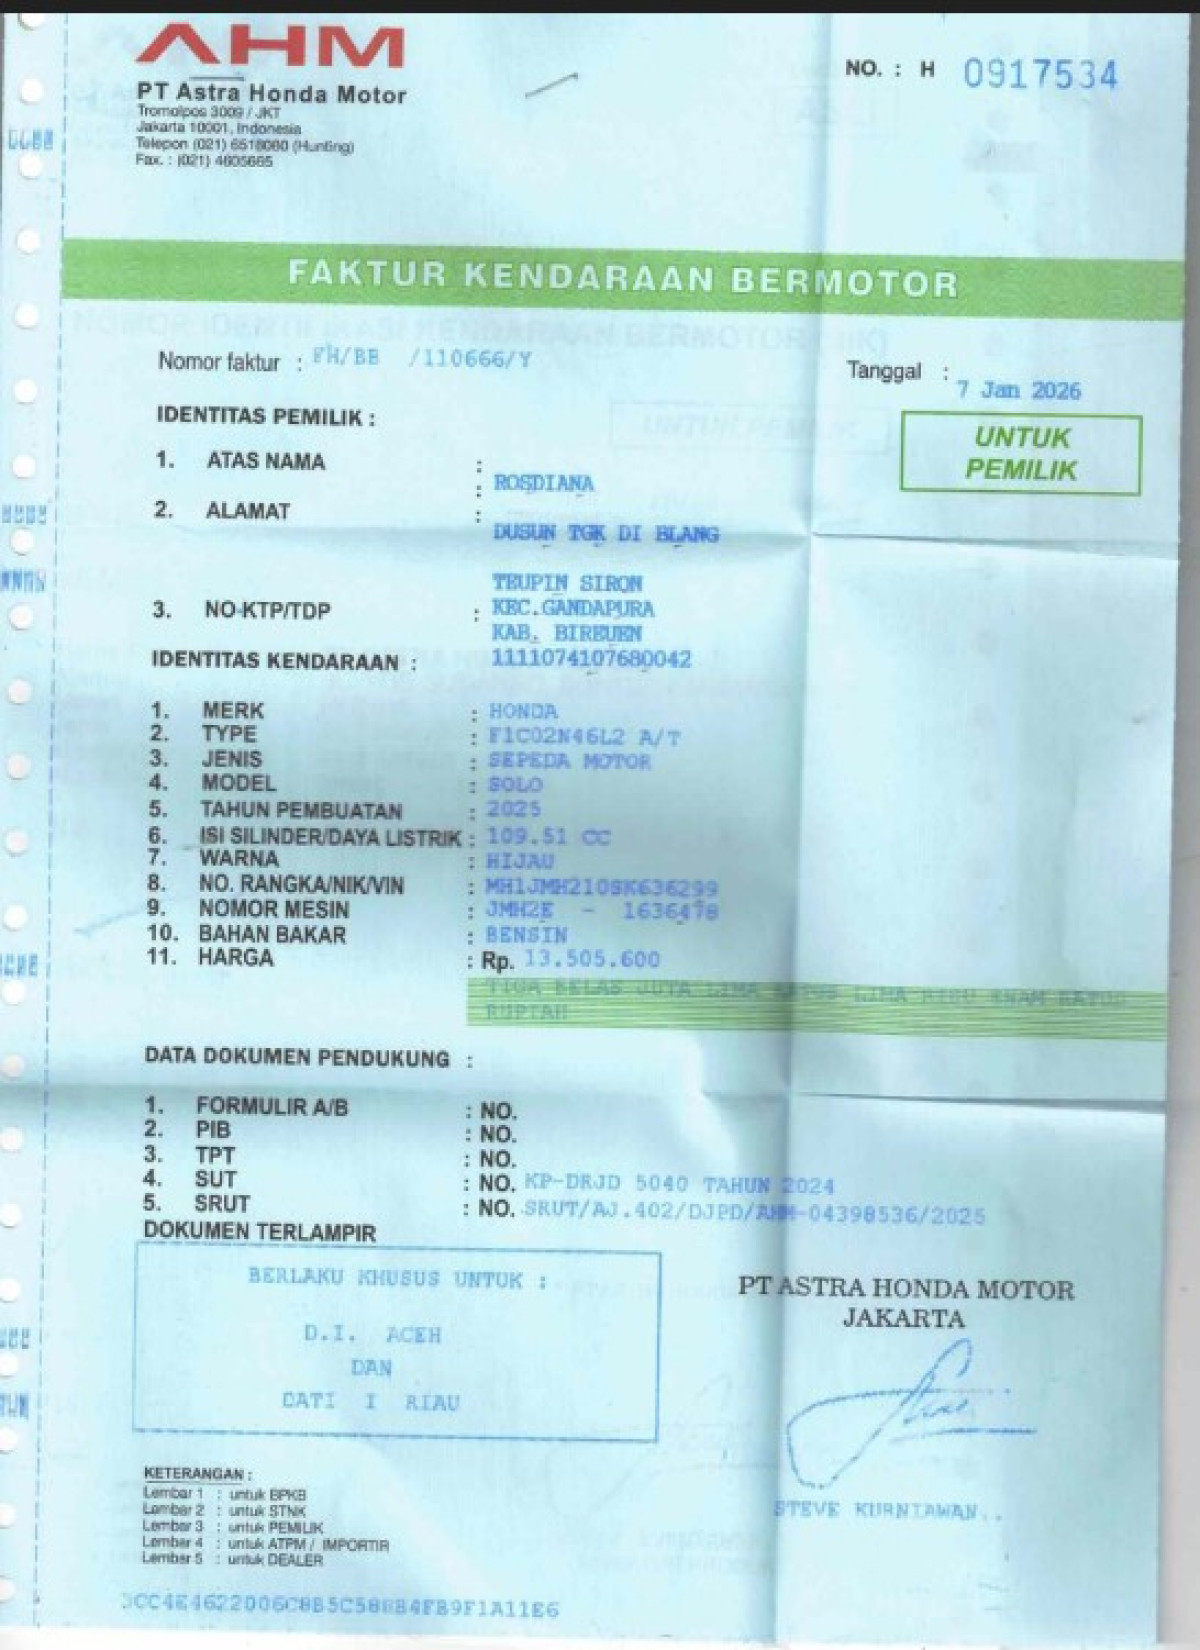 AHM
PT Astra Honda Motor
Tromolpos 3009 / JKT
Jakarta 10001, Indonesia
Telepon (021) 6518080 (Hunting)
Fax. : (021) 4605665
NO. : H 0917534
FAKTUR KENDARAAN BERMOTOR
Nomor faktur : FH/BB /110666/Y
Tanggal : 7 Jan 2026
UNTUK
PEMILIK
IDENTITAS PEMILIK :
1. ATAS NAMA : ROSDIANA
2. ALAMAT : DUSUN TGK DI BLANG
TEUPIN SIRON
KEC.GANDAPURA
KAB. BIREUEN
3. NO-KTP/TDP : 1111074107680042
IDENTITAS KENDARAAN :
1. MERK : HONDA
2. TYPE : F1C02N46L2 A/T
3. JENIS : SEPEDA MOTOR
4. MODEL : SOLO
5. TAHUN PEMBUATAN : 2025
6. ISI SILINDER/DAYA LISTRIK : 109.51 CC
7. WARNA : HIJAU
8. NO. RANGKA/NIK/VIN : MH1JMH210SK636299
9. NOMOR MESIN : JMH2E - 1636478
10. BAHAN BAKAR : BENSIN
11. HARGA : Rp. 13.505.600
TIGA BELAS JUTA LIMA RATUS LIMA RIBU ENAM RATUS
RUPIAH
DATA DOKUMEN PENDUKUNG :
1. FORMULIR A/B : NO.
2. PIB : NO.
3. TPT : NO.
4. SUT : NO. KP-DRJD 5040 TAHUN 2024
5. SRUT : NO. SRUT/AJ.402/DJPD/AHM-04398536/2025
DOKUMEN TERLAMPIR
BERLAKU KHUSUS UNTUK :
D.I. ACEH
DAN
DATI I RIAU
PT ASTRA HONDA MOTOR
JAKARTA
STEVE KURNIAWAN..
KETERANGAN :
Lembar 1 : untuk BPKB
Lembar 2 : untuk STNK
Lembar 3 : untuk PEMILIK
Lembar 4 : untuk ATPM / IMPORTIR
Lembar 5 : untuk DEALER
3CC4E4622006C8B5C588B4FB9F1A11E6